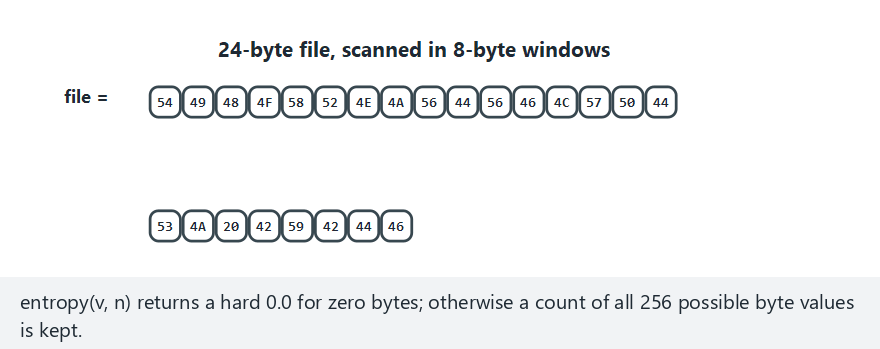 24-byte file, scanned in 8-byte windows
file = 54 49 48 4F 58 52 4E 4A 56 44 56 46 4C 57 50 44
53 4A 20 42 59 42 44 46
entropy(v, n) returns a hard 0.0 for zero bytes; otherwise a count of all 256 possible byte values
is kept.